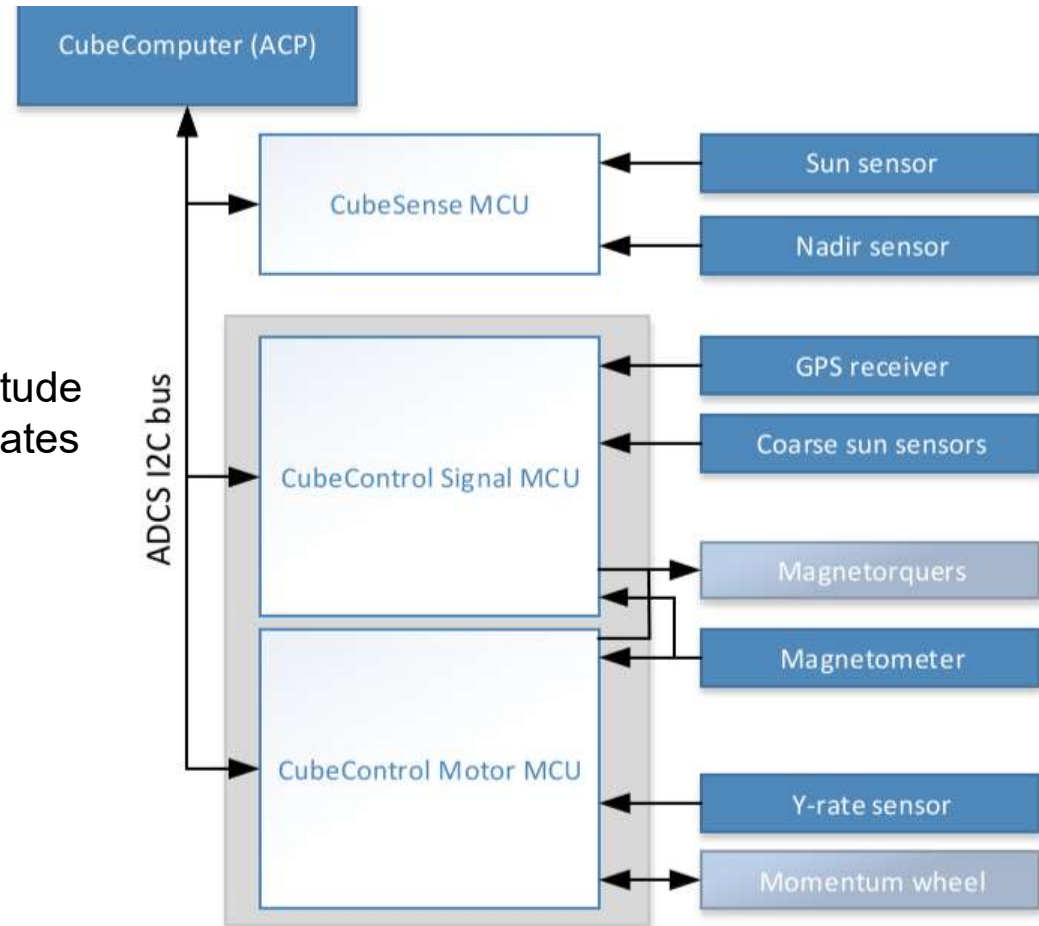 CubeComputer (ACP)
CubeSense MCU
Sun sensor
Nadir sensor
tude
ates
ADCS I2C bus
CubeControl Signal MCU
GPS receiver
Coarse sun sensors
Magnetorquers
Magnetometer
CubeControl Motor MCU
Y-rate sensor
Momentum wheel